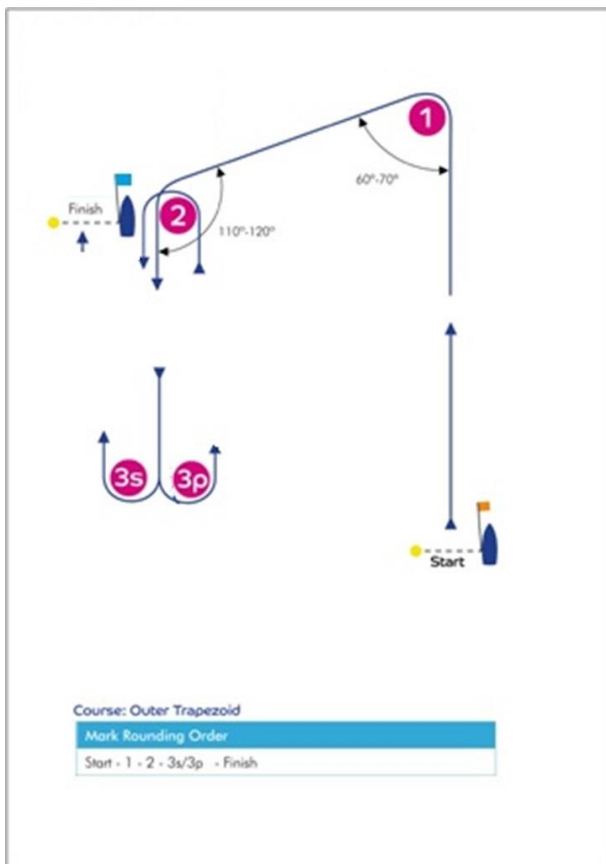 1
60°-70°
Finish
2
110°-120°
3s
3p
Start
Course: Outer Trapezoid
Mark Rounding Order
Start - 1 - 2 - 3s/3p - Finish